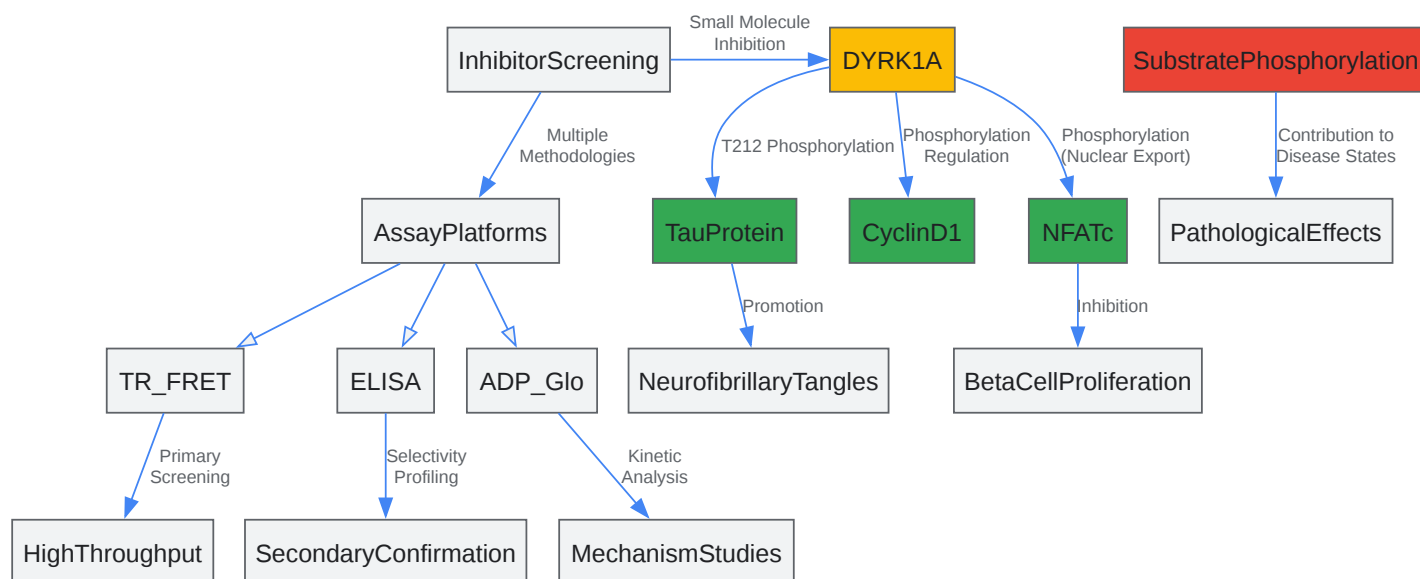 Small Molecule
Inhibition
InhibitorScreening
DYRK1A
SubstratePhosphorylation
Multiple
Methodologies
T212 Phosphorylation
Phosphorylation
Regulation
Phosphorylation
(Nuclear Export)
Contribution to
Disease States
AssayPlatforms
TauProtein
CyclinD1
NFATc
PathologicalEffects
Promotion
Inhibition
TR_FRET
ELISA
ADP_Glo
NeurofibrillaryTangles
BetaCellProliferation
Primary
Screening
Selectivity
Profiling
Kinetic
Analysis
HighThroughput
SecondaryConfirmation
MechanismStudies